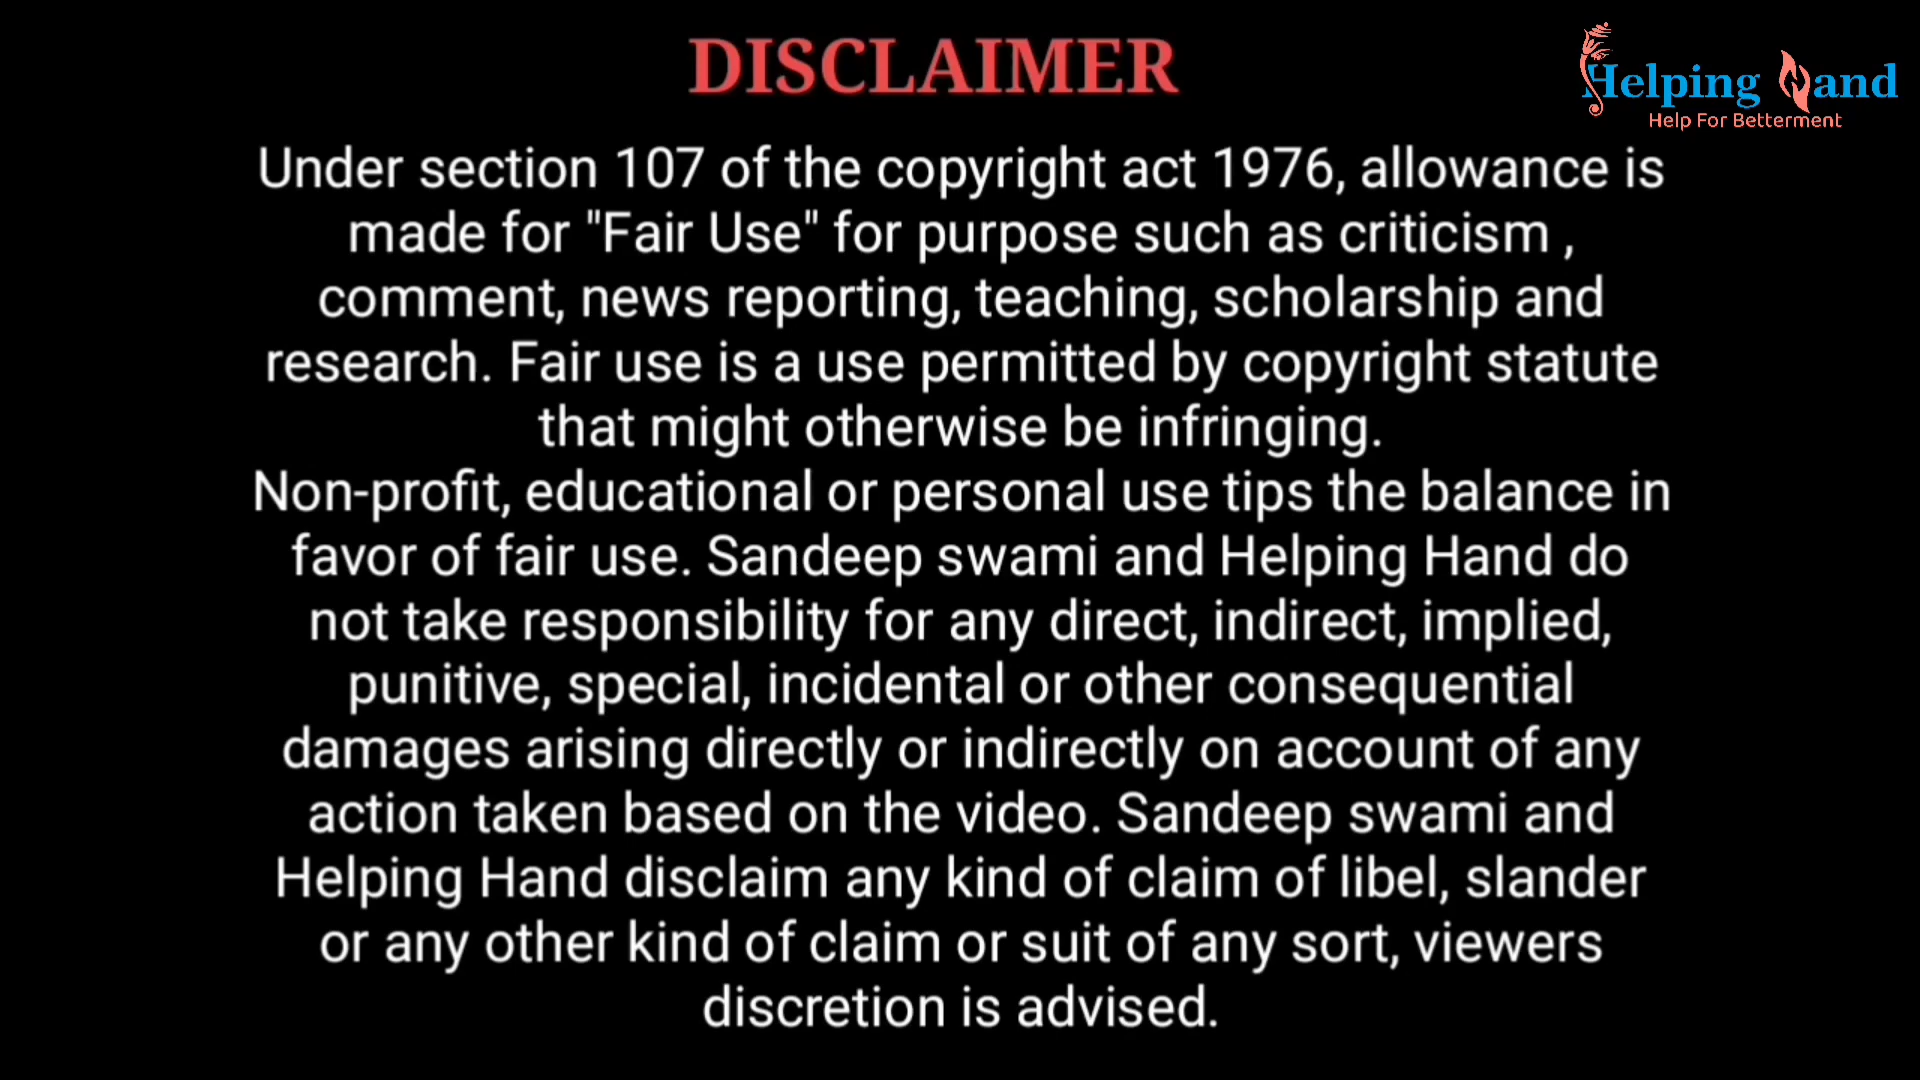 DISCLAIMER
Helping Hand
Help For Betterment
Under section 107 of the copyright act 1976, allowance is
made for "Fair Use" for purpose such as criticism ,
comment, news reporting, teaching, scholarship and
research. Fair use is a use permitted by copyright statute
that might otherwise be infringing.
Non-profit, educational or personal use tips the balance in
favor of fair use. Sandeep swami and Helping Hand do
not take responsibility for any direct, indirect, implied,
punitive, special, incidental or other consequential
damages arising directly or indirectly on account of any
action taken based on the video. Sandeep swami and
Helping Hand disclaim any kind of claim of libel, slander
or any other kind of claim or suit of any sort, viewers
discretion is advised.